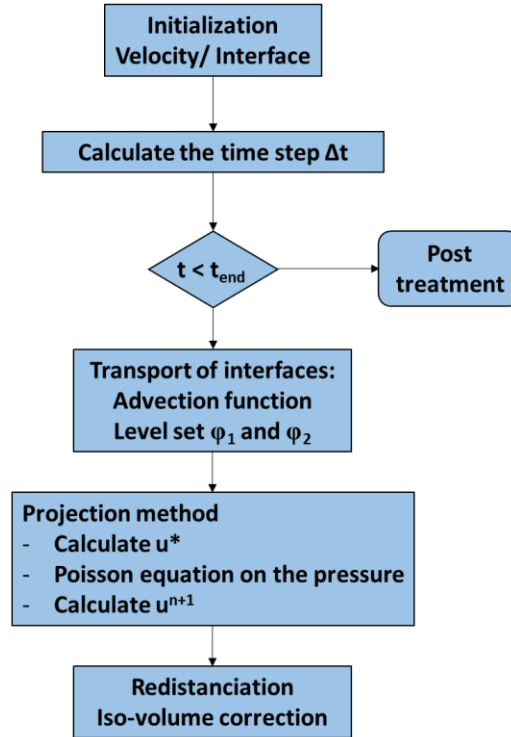 Initialization
Velocity/ Interface
Calculate the time step Δt
t < t_end
Post
treatment
Transport of interfaces:
Advection function
Level set φ₁ and φ₂
Projection method
- Calculate u*
- Poisson equation on the pressure
- Calculate uⁿ⁺¹
Redistanciation
Iso-volume correction